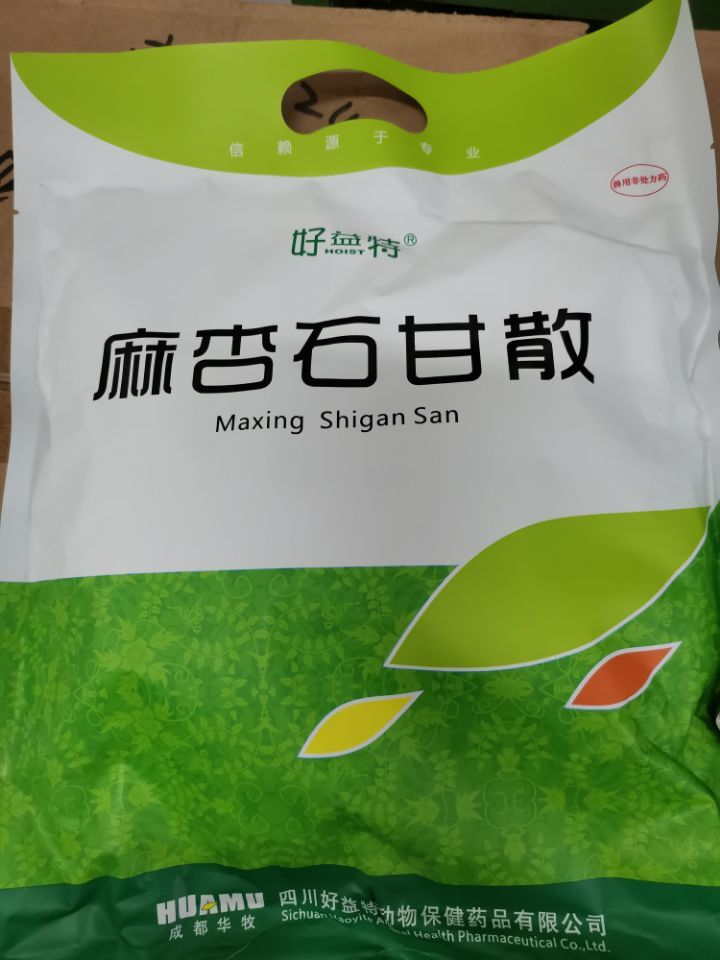 信赖源于专业
兽用非处方药
好益特®
HOIST
麻杏石甘散
Maxing Shigan San
HUAMU
成都华牧
四川好益特动物保健药品有限公司
Sichuan Haoyite Animal Health Pharmaceutical Co.,Ltd.